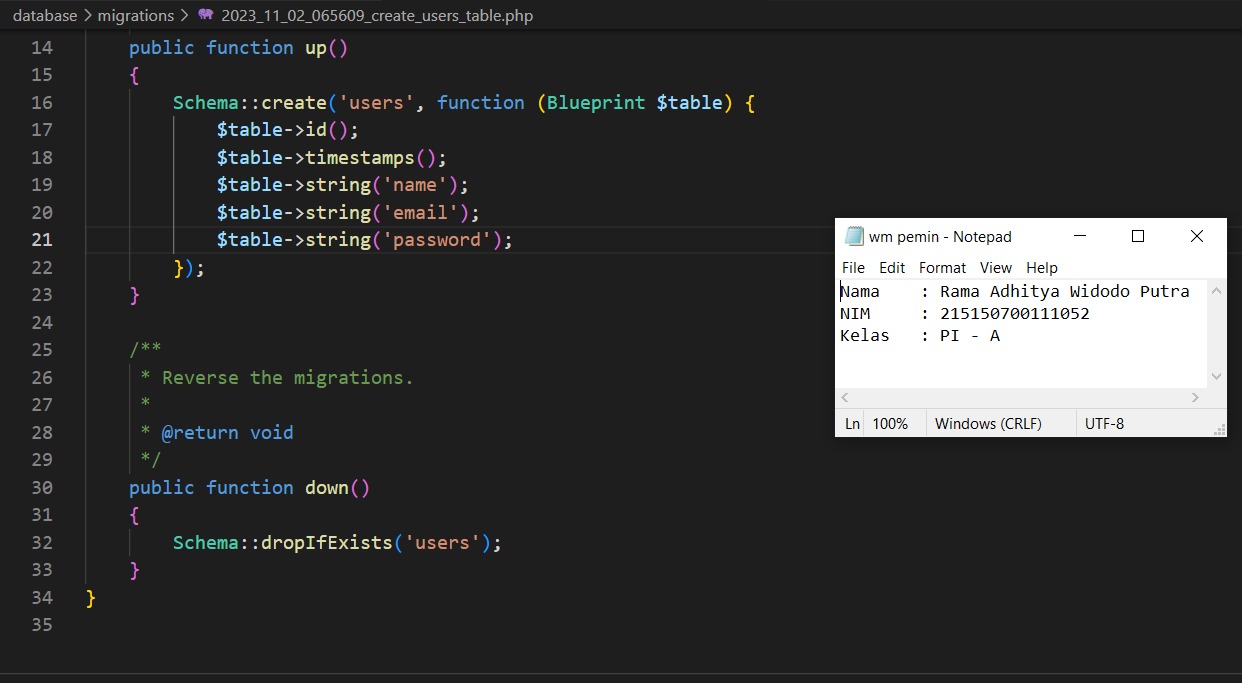 database > migrations > 2023_11_02_065609_create_users_table.php
14 public function up()
15 {
16 Schema::create('users', function (Blueprint $table) {
17 $table->id();
18 $table->timestamps();
19 $table->string('name');
20 $table->string('email');
21 $table->string('password');
22 });
23 }
24
25 /**
26 * Reverse the migrations.
27 *
28 * @return void
29 */
30 public function down()
31 {
32 Schema::dropIfExists('users');
33 }
34 }
35
wm pemin - Notepad
File Edit Format View Help
Nama : Rama Adhitya Widodo Putra
NIM : 215150700111052
Kelas : PI - A
Ln 100% Windows (CRLF) UTF-8